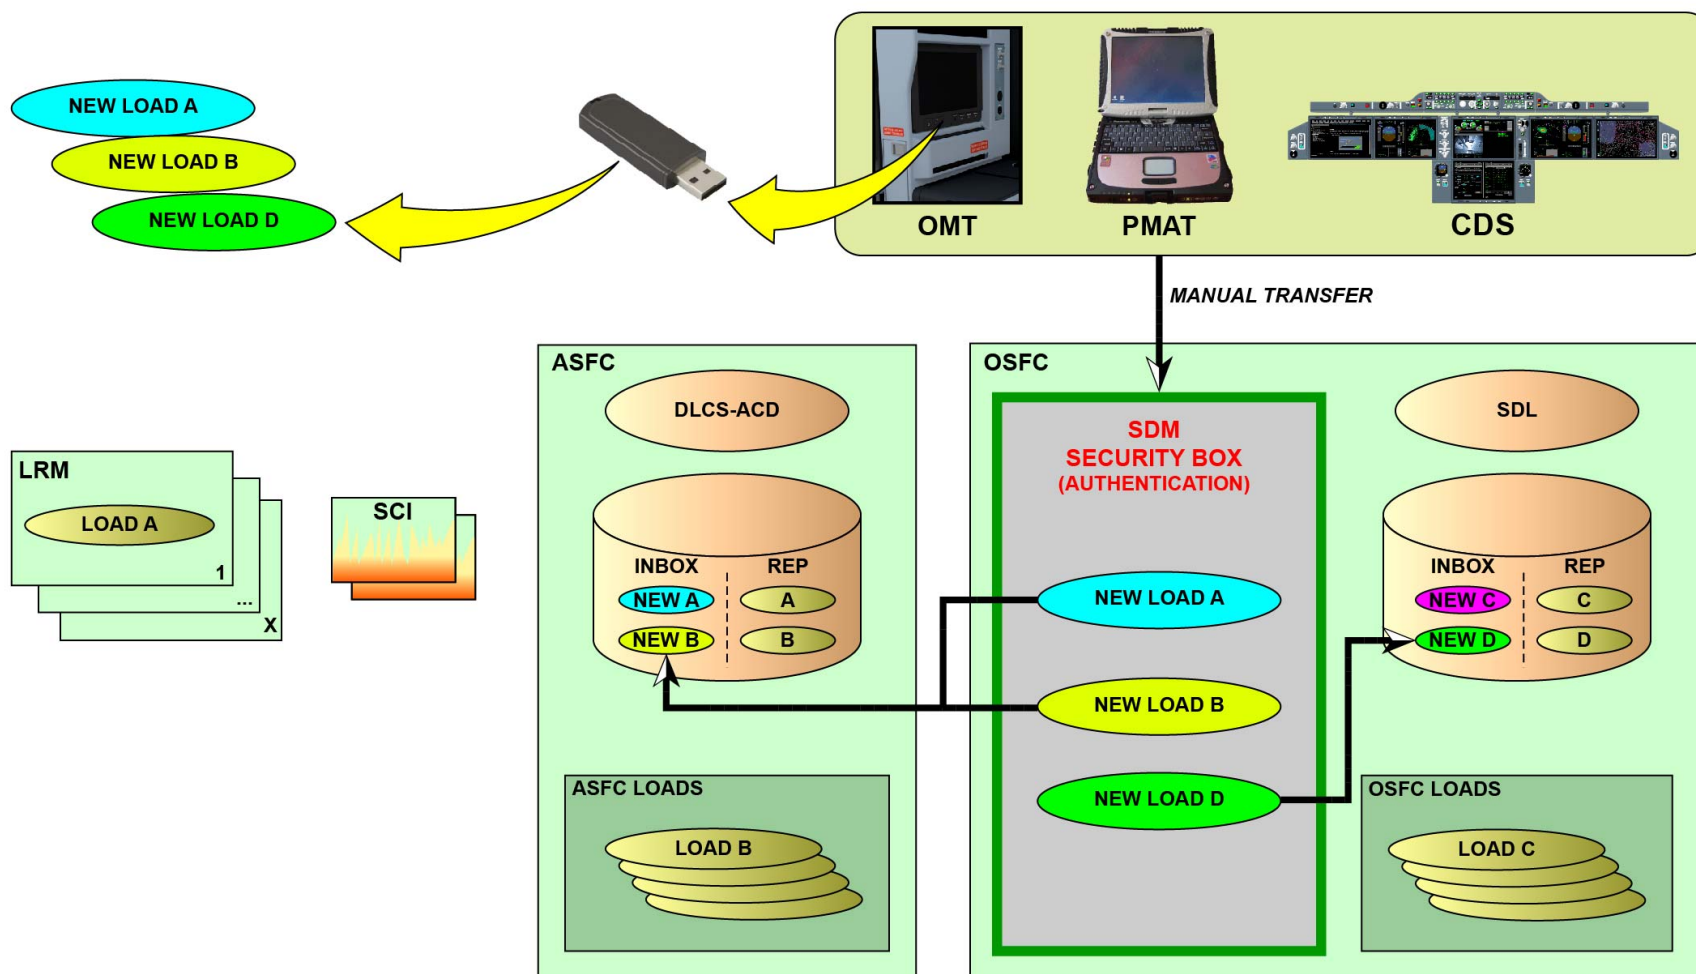 NEW LOAD A
NEW LOAD B
NEW LOAD D
OMT
PMAT
CDS
MANUAL TRANSFER
LRM
LOAD A
1
...
X
SCI
ASFC
DLCS-ACD
INBOX
REP
NEW A
A
NEW B
B
ASFC LOADS
LOAD B
OSFC
SDM
SECURITY BOX
(AUTHENTICATION)
NEW LOAD A
NEW LOAD B
NEW LOAD D
SDL
INBOX
REP
NEW C
C
NEW D
D
OSFC LOADS
LOAD C